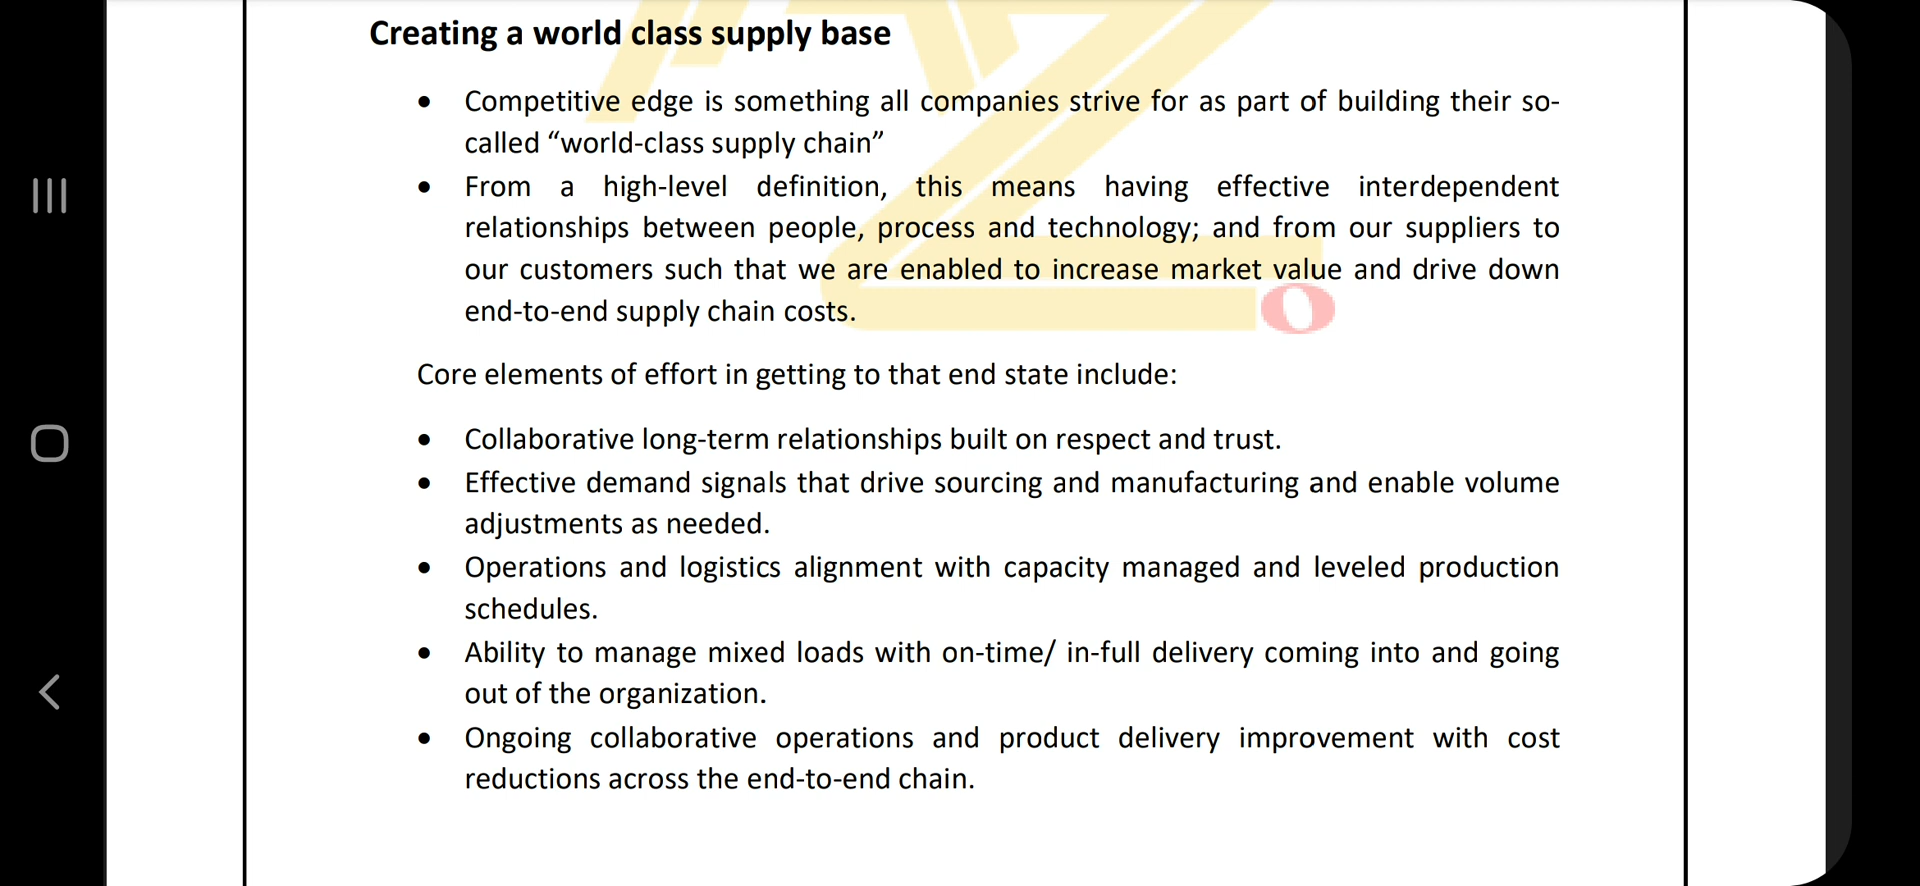 Creating a world class supply base
• Competitive edge is something all companies strive for as part of building their so-
called “world-class supply chain”
• From a high-level definition, this means having effective interdependent
relationships between people, process and technology; and from our suppliers to
our customers such that we are enabled to increase market value and drive down
end-to-end supply chain costs.
Core elements of effort in getting to that end state include:
• Collaborative long-term relationships built on respect and trust.
• Effective demand signals that drive sourcing and manufacturing and enable volume
adjustments as needed.
• Operations and logistics alignment with capacity managed and leveled production
schedules.
• Ability to manage mixed loads with on-time/ in-full delivery coming into and going
out of the organization.
• Ongoing collaborative operations and product delivery improvement with cost
reductions across the end-to-end chain.